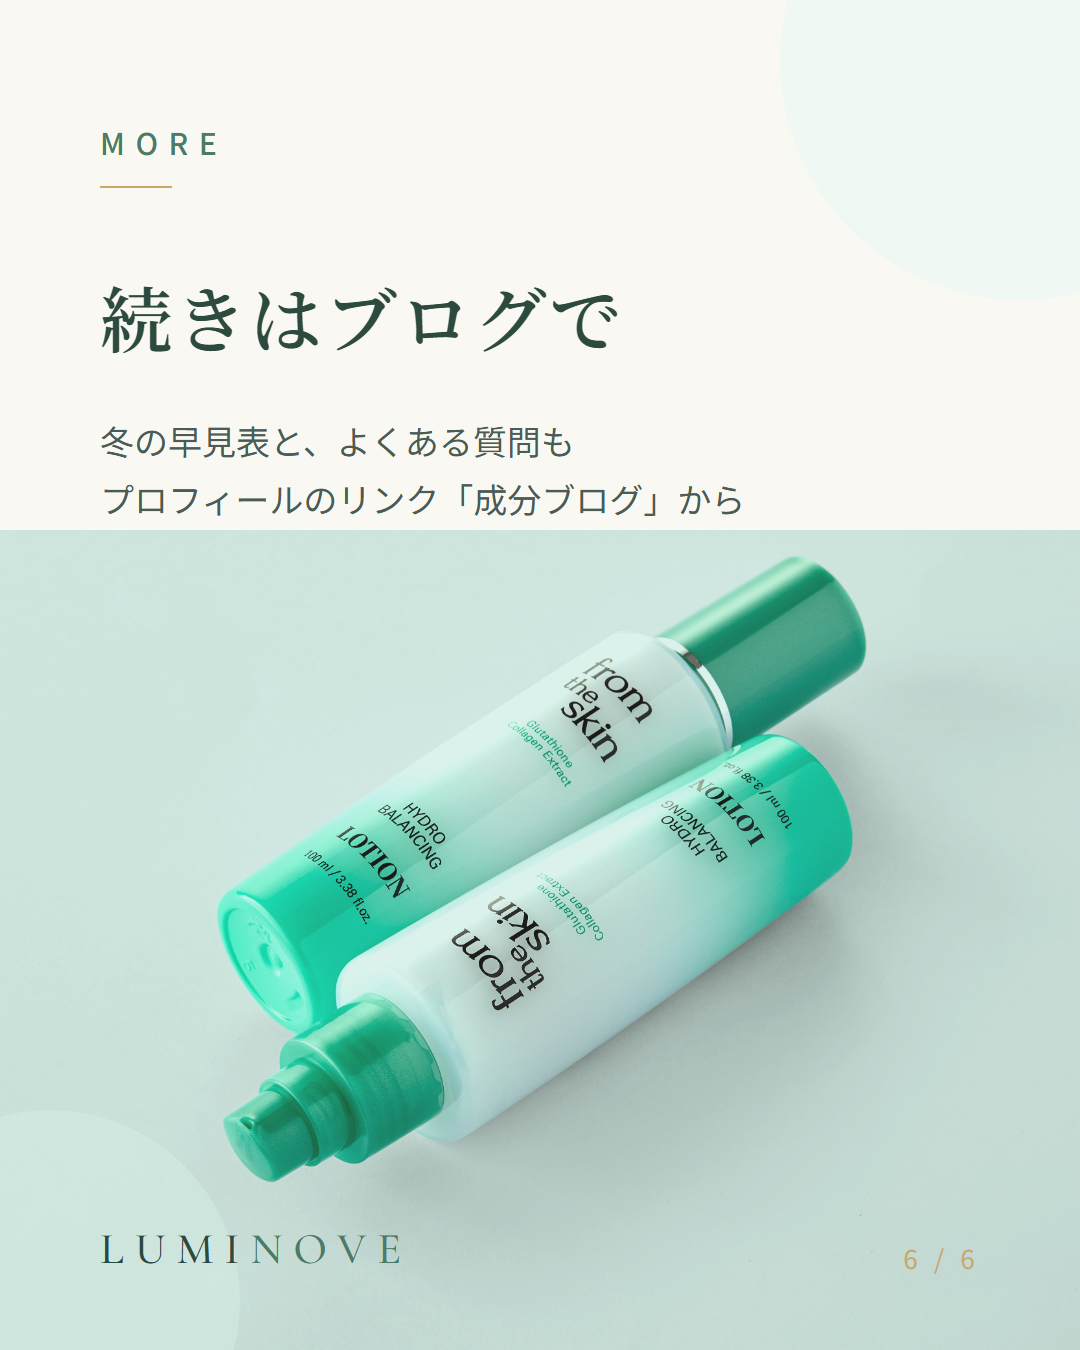 MORE
続きはブログで
冬の早見表と、よくある質問も
プロフィールのリンク「成分ブログ」から
from
the
skin
Glutathione
Collagen Extract
HYDRO
BALANCING
LOTION
100 ml / 3.38 fl.oz.
from
the
skin
Glutathione
Collagen Extract
HYDRO
BALANCING
LOTION
100 ml / 3.38 fl.oz.
LUMINOVE
6 / 6